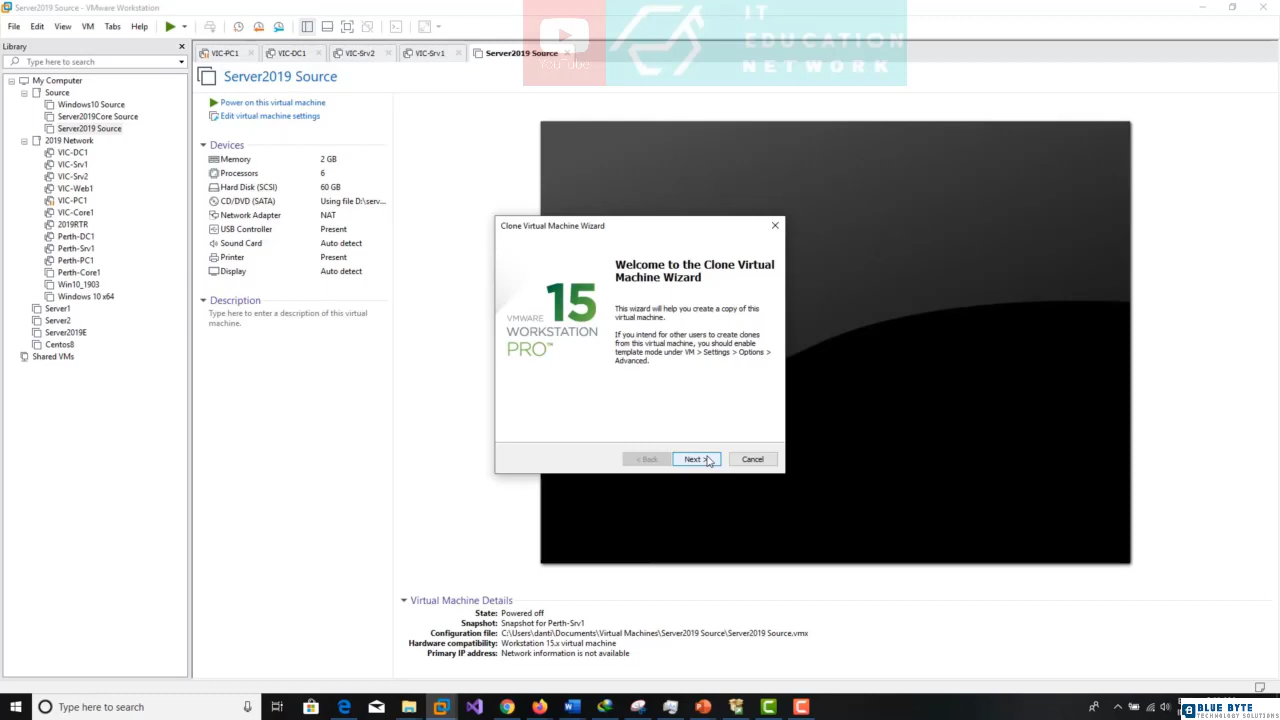 Server2019 Source - VMware Workstation
File Edit View VM Tabs Help
YouTube
IT
EDUCATION
NETWORK
Library
Type here to search
My Computer
Source
Windows10 Source
Server2019Core Source
Server2019 Source
2019 Network
VIC-DC1
VIC-Srv1
VIC-Srv2
VIC-Web1
VIC-PC1
VIC-Core1
2019RTR
Perth-DC1
Perth-Srv1
Perth-PC1
Perth-Core1
Win10_1903
Windows 10 x64
Server1
Server2
Server2019E
Centos8
Shared VMs
VIC-PC1 VIC-DC1 VIC-Srv2 VIC-Srv1 Server2019 Source
Server2019 Source
Power on this virtual machine
Edit virtual machine settings
Devices
Memory 2 GB
Processors 6
Hard Disk (SCSI) 60 GB
CD/DVD (SATA) Using file D:\serv...
Network Adapter NAT
USB Controller Present
Sound Card Auto detect
Printer Present
Display Auto detect
Description
Type here to enter a description of this virtual
machine.
Clone Virtual Machine Wizard
VMWARE 15
WORKSTATION
PRO™
Welcome to the Clone Virtual
Machine Wizard
This wizard will help you create a copy of this
virtual machine.
If you intend for other users to create clones
from this virtual machine, you should enable
template mode under VM > Settings > Options >
Advanced.
< Back Next > Cancel
Virtual Machine Details
State: Powered off
Snapshot: Snapshot for Perth-Srv1
Configuration file: C:\Users\danti\Documents\Virtual Machines\Server2019 Source\Server2019 Source.vmx
Hardware compatibility: Workstation 15.x virtual machine
Primary IP address: Network information is not available
Type here to search
BLUE BYTE
TECHNOLOGY SOLUTIONS